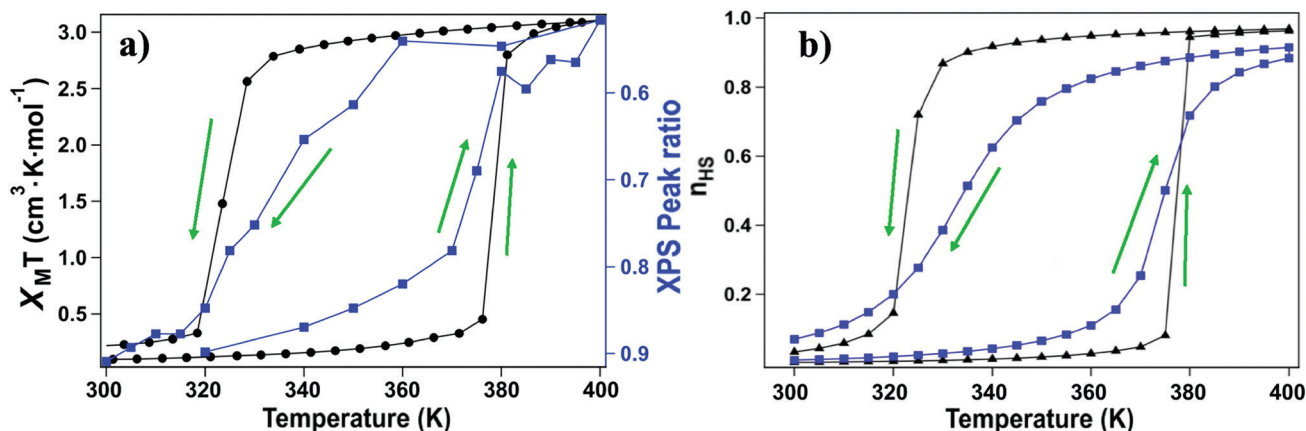 a)
3.0
2.5
2.0
1.5
1.0
0.5
XMT (cm3·K·mol-1)
0.6
0.7
0.8
0.9
XPS Peak ratio
300 320 340 360 380 400
Temperature (K)
b)
1.0
0.8
0.6
0.4
0.2
nHS
300 320 340 360 380 400
Temperature (K)